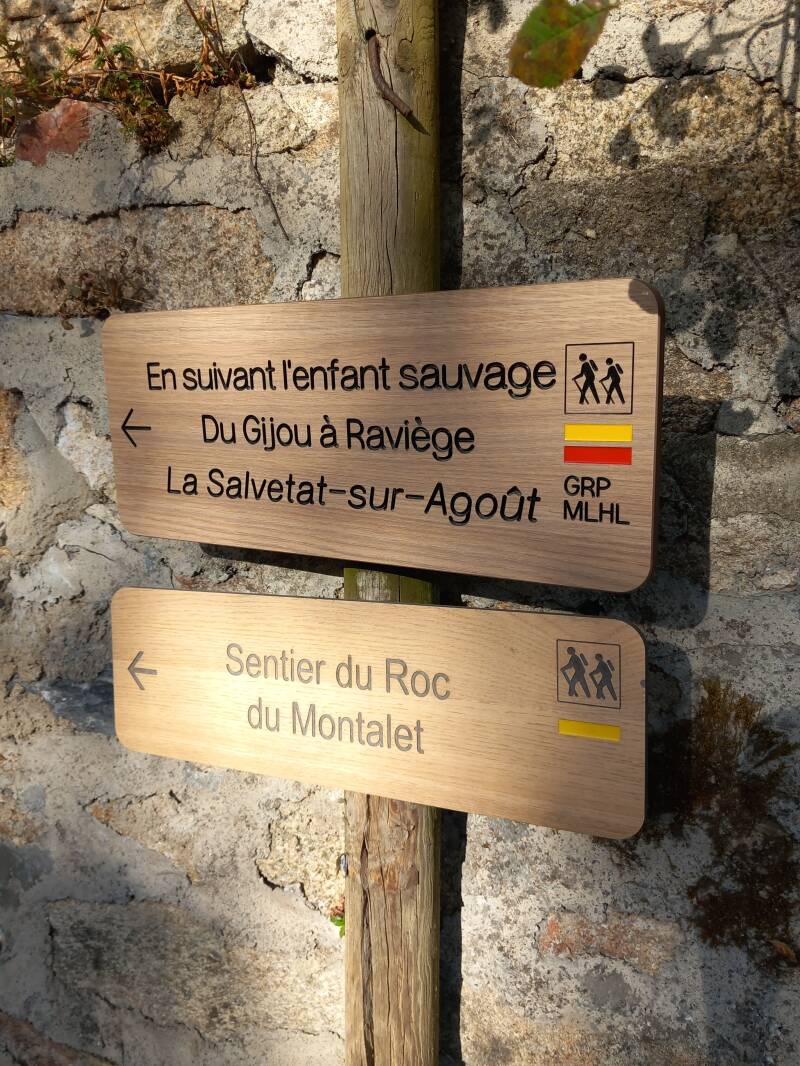 En suivant l'enfant sauvage
Du Gijou à Raviège
La Salvetat-sur-Agoût
GRP
MLHL
Sentier du Roc
du Montalet